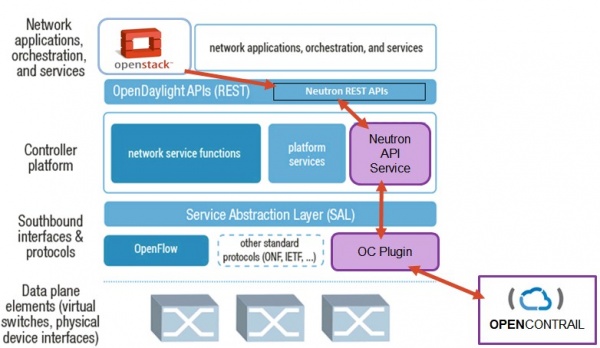 Network
applications,
orchestration,
and services
openstack™
network applications, orchestration, and services
OpenDaylight APIs (REST)
Neutron REST APIs
Controller
platform
network service functions
platform
services
Neutron
API
Service
Southbound
interfaces &
protocols
Service Abstraction Layer (SAL)
OpenFlow
other standard
protocols (ONF, IETF, ...)
OC Plugin
Data plane
elements (virtual
switches, physical
device interfaces)
OPENCONTRAIL